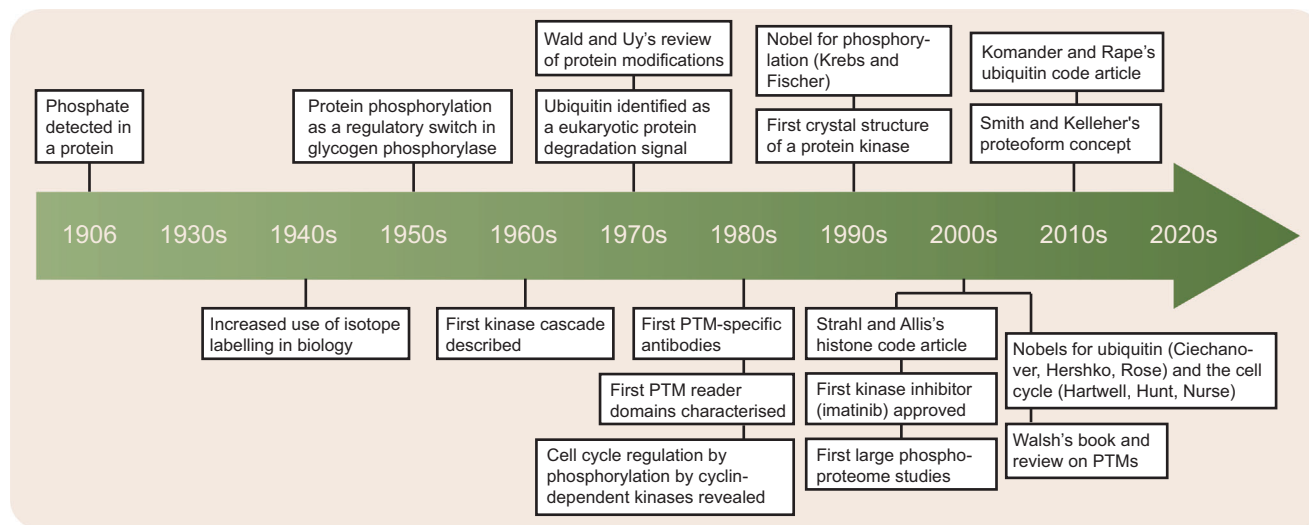 Phosphate
detected in
a protein
Protein phosphorylation
as a regulatory switch in
glycogen phosphorylase
Wald and Uy's review
of protein modifications
Ubiquitin identified as
a eukaryotic protein
degradation signal
Nobel for phosphory-
lation (Krebs and
Fischer)
First crystal structure
of a protein kinase
Komander and Rape's
ubiquitin code article
Smith and Kelleher's
proteoform concept
1906 1930s 1940s 1950s 1960s 1970s 1980s 1990s 2000s 2010s 2020s
Increased use of isotope
labelling in biology
First kinase cascade
described
First PTM-specific
antibodies
First PTM reader
domains characterised
Cell cycle regulation by
phosphorylation by cyclin-
dependent kinases revealed
Strahl and Allis's
histone code article
First kinase inhibitor
(imatinib) approved
First large phospho-
proteome studies
Nobels for ubiquitin (Ciechano-
ver, Hershko, Rose) and the cell
cycle (Hartwell, Hunt, Nurse)
Walsh's book and
review on PTMs